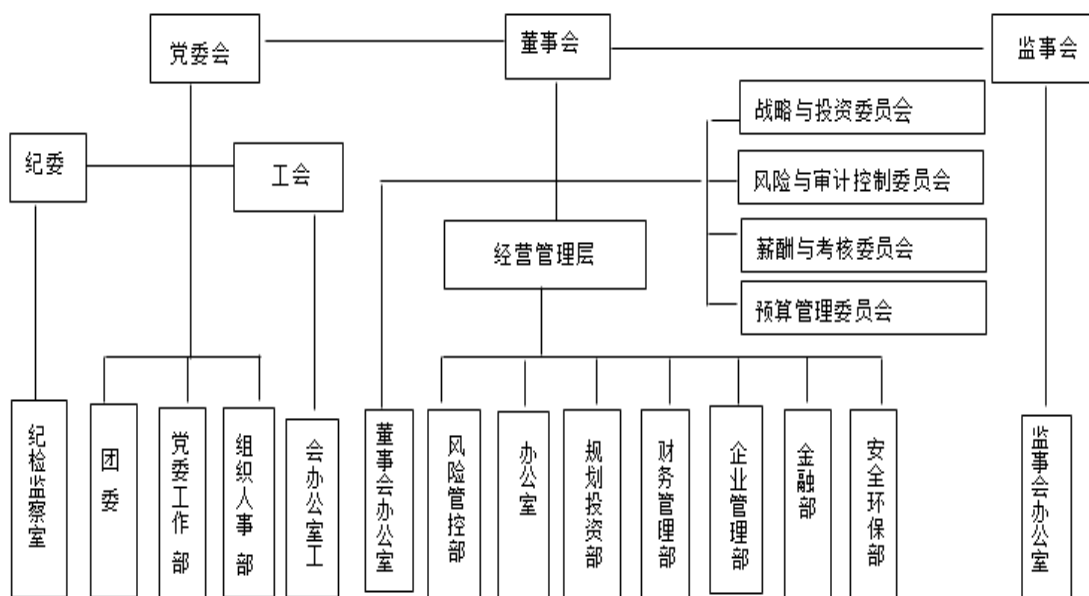 党委会
董事会
监事会
战略与投资委员会
纪委
工会
风险与审计控制委员会
经营管理层
薪酬与考核委员会
预算管理委员会
纪检监察室
团 委
党委工作 部
组织人事 部
会办公室工
董事会办公室
风险管控部
办公室
规划投资部
财务管理部
企业管理部
金融部
安全环保部
监事会办公室